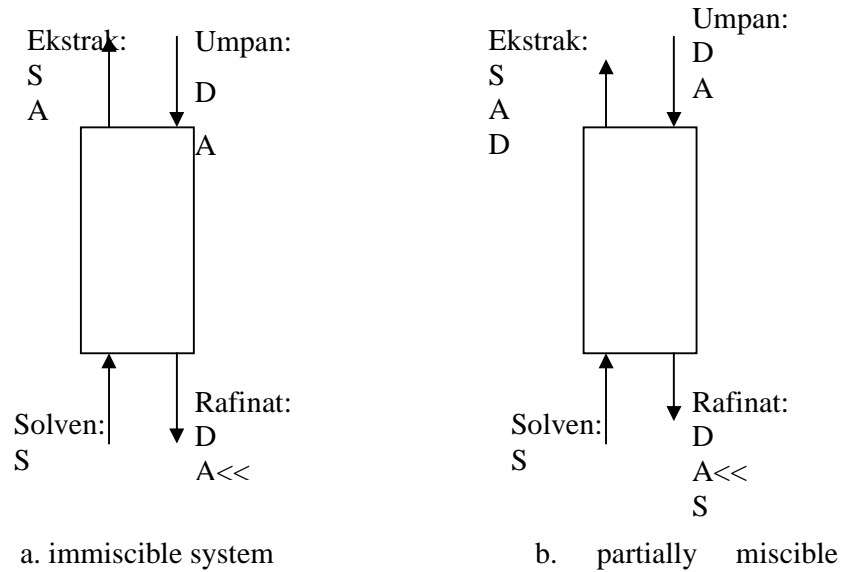 Ekstrak:
S
A
Umpan:
D
A
Solven:
S
Rafinat:
D
A<<
a. immiscible system
Ekstrak:
S
A
D
Umpan:
D
A
Solven:
S
Rafinat:
D
A<<
S
b. partially miscible